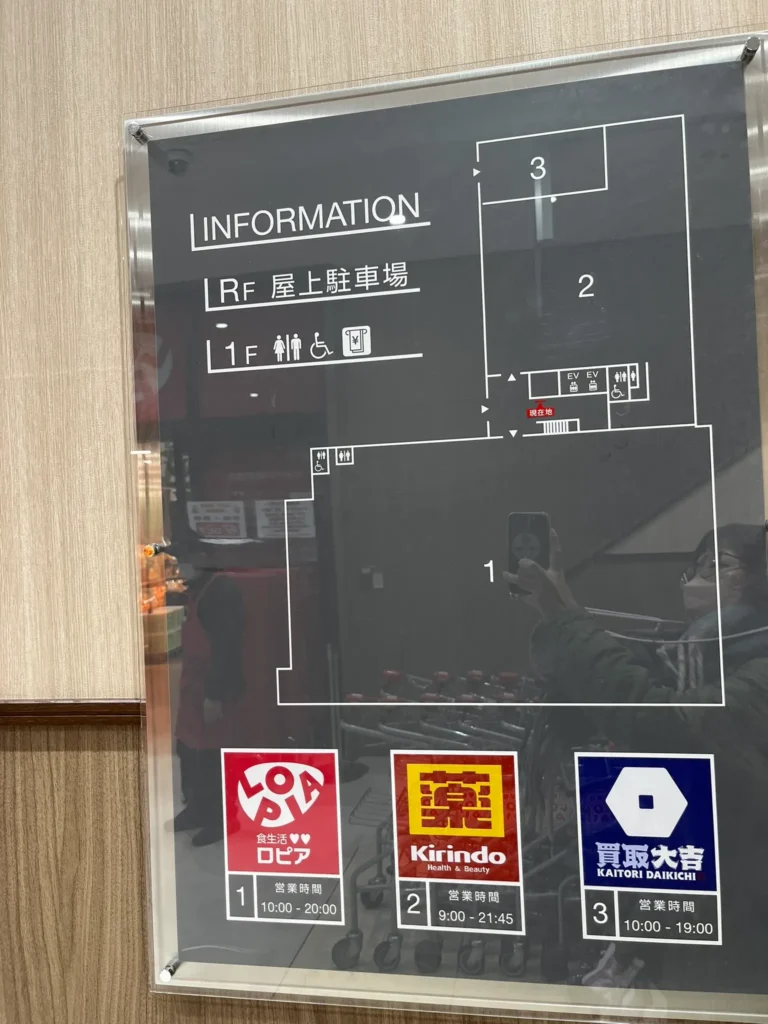 INFORMATION
RF 屋上駐車場
1F
¥
3
2
EV EV
現在地
1
LOPIA
食生活♥♥
ロピア
1 営業時間
10:00 - 20:00
薬
Kirindo
Health & Beauty
2 営業時間
9:00 - 21:45
買取大吉
KAITORI DAIKICHI
3 営業時間
10:00 - 19:00